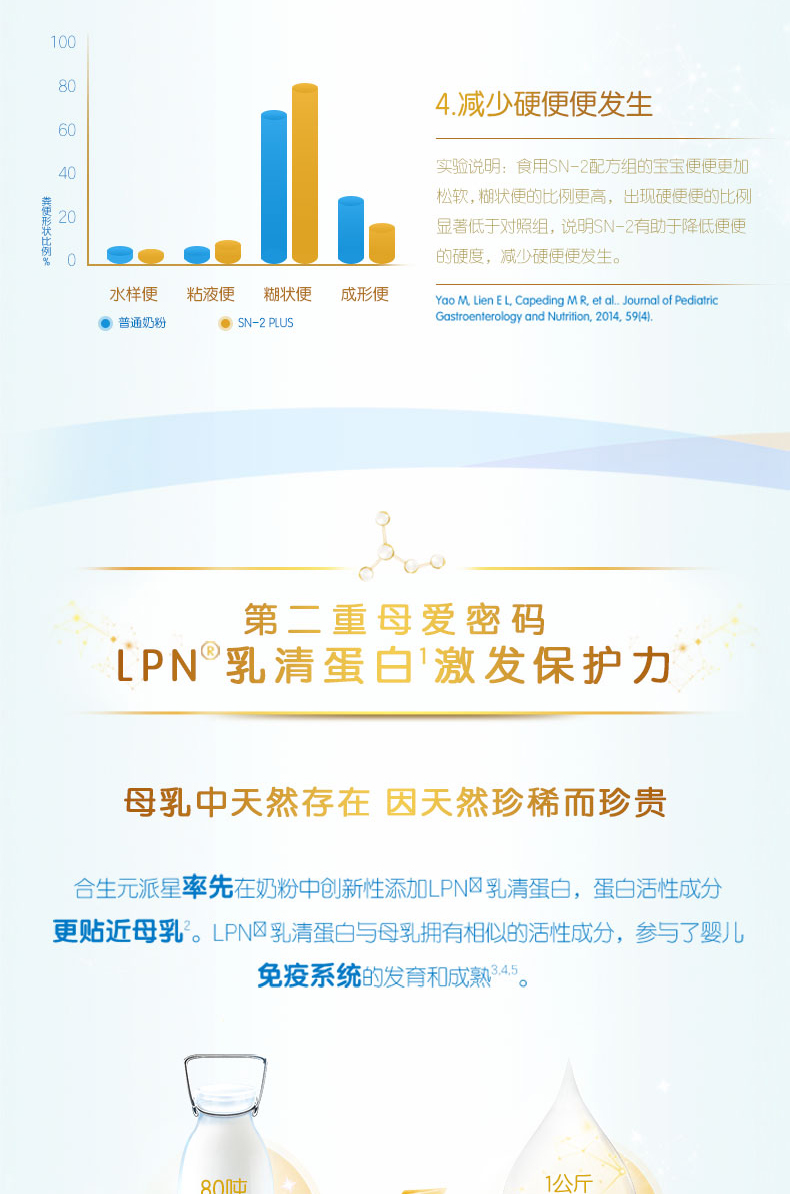 100
80
60
40
20
0
粪便形状比例%
水样便 粘液便 糊状便 成形便
普通奶粉 SN-2 PLUS
4.减少硬便便发生
实验说明：食用SN-2配方组的宝宝便便更加
松软，糊状便的比例更高，出现硬便便的比例
显著低于对照组，说明SN-2有助于降低便便
的硬度，减少硬便便发生。
Yao M, Lien E L, Capeding M R, et al.. Journal of Pediatric
Gastroenterology and Nutrition, 2014, 59(4).
第二重母爱密码
LPN®乳清蛋白1激发保护力
母乳中天然存在 因天然珍稀而珍贵
合生元派星率先在奶粉中创新性添加LPN☒乳清蛋白，蛋白活性成分
更贴近母乳2。LPN☒乳清蛋白与母乳拥有相似的活性成分，参与了婴儿
免疫系统的发育和成熟3,4,5。
80吨
1公斤